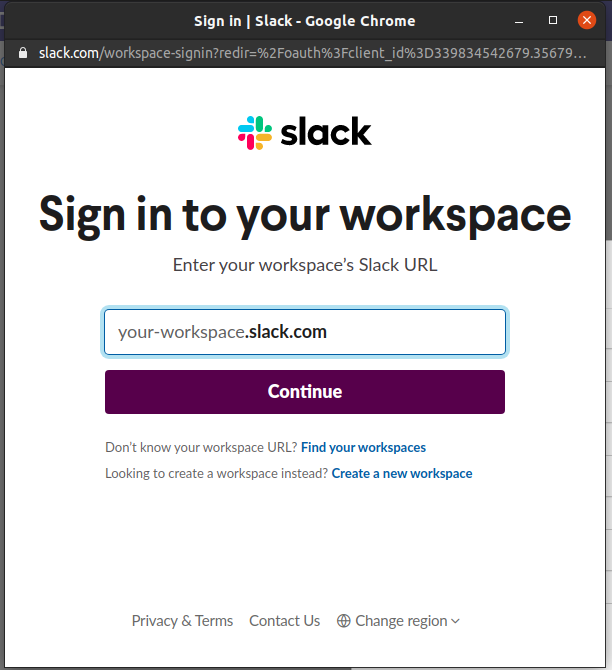 Sign in | Slack - Google Chrome
slack.com/workspace-signin?redir=%2Foauth%3Fclient_id%3D339834542679.35679...
slack
Sign in to your workspace
Enter your workspace’s Slack URL
your-workspace.slack.com
Continue
Don’t know your workspace URL? Find your workspaces
Looking to create a workspace instead? Create a new workspace
Privacy & Terms Contact Us Change region